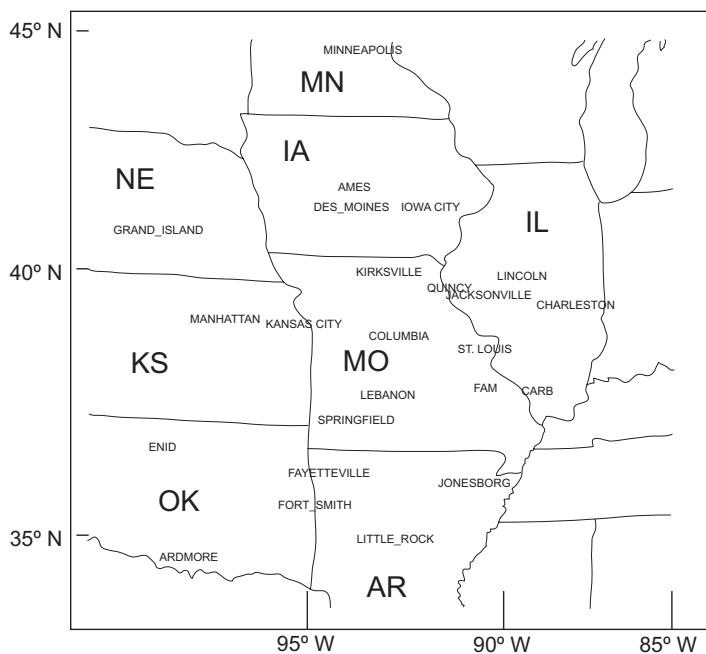 45º N
MINNEAPOLIS
MN
IA
NE
AMES
DES_MOINES IOWA CITY
IL
GRAND_ISLAND
40º N
KIRKSVILLE
LINCOLN
QUINCY
JACKSONVILLE
CHARLESTON
MANHATTAN
KANSAS CITY
COLUMBIA
ST. LOUIS
KS
MO
FAM
CARB
LEBANON
SPRINGFIELD
ENID
FAYETTEVILLE
JONESBORG
OK
FORT_SMITH
35º N
LITTLE_ROCK
ARDMORE
AR
95º W 90º W 85º W